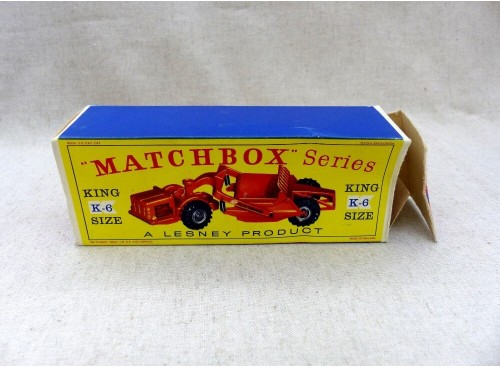 "MATCHBOX" Series
KING
K-6
SIZE
KING
K-6
SIZE
A LESNEY PRODUCT